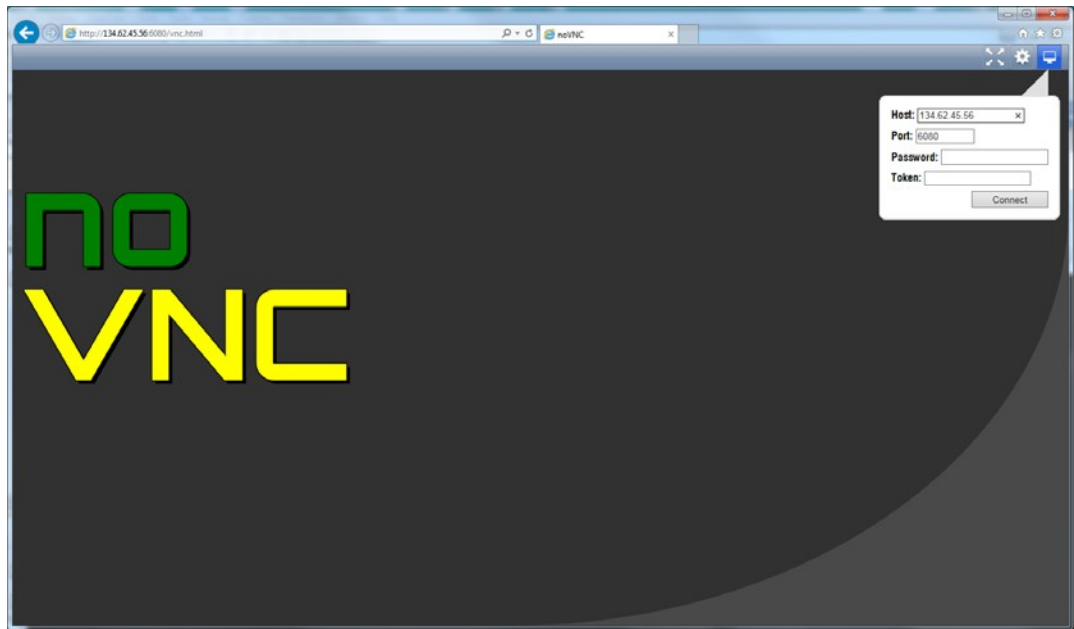 http://134.62.45.56:6080/vnc.html
noVNC
Host: 134.62.45.56
Port: 6080
Password:
Token:
Connect
no
VNC